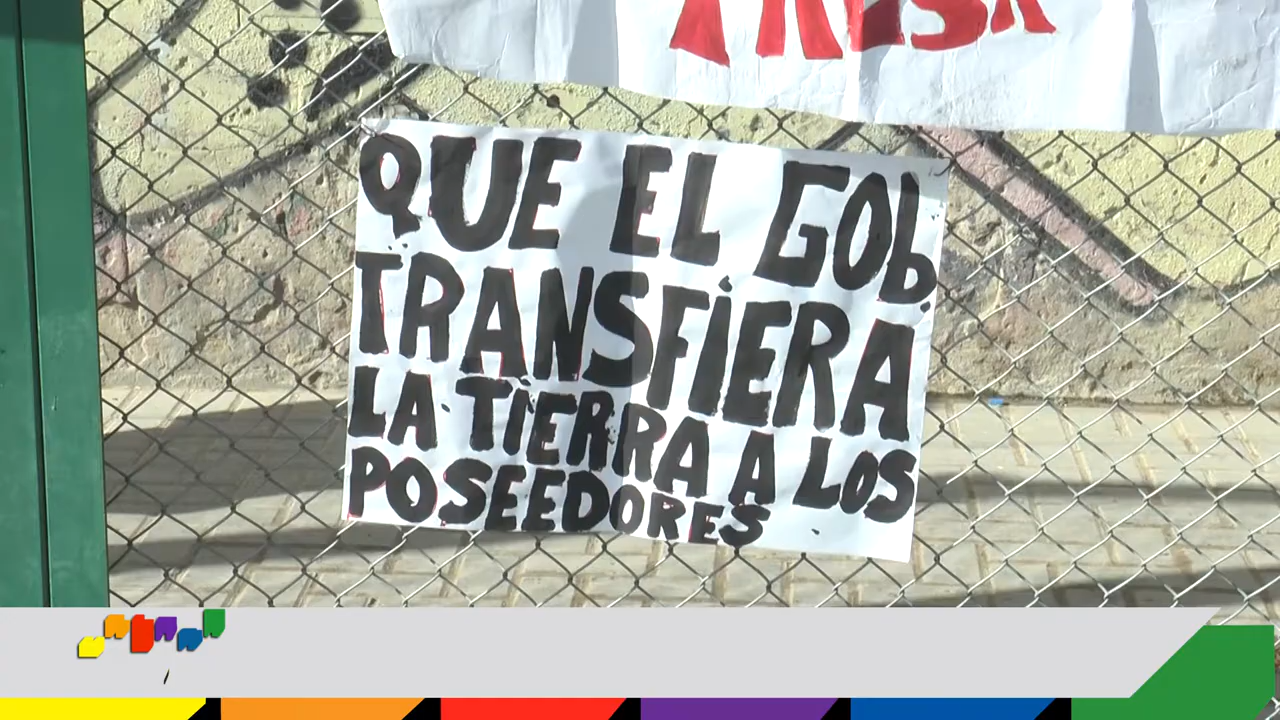 QUE EL GOB.
TRANSFIERA
LA TIERRA A LOS
POSEEDORES